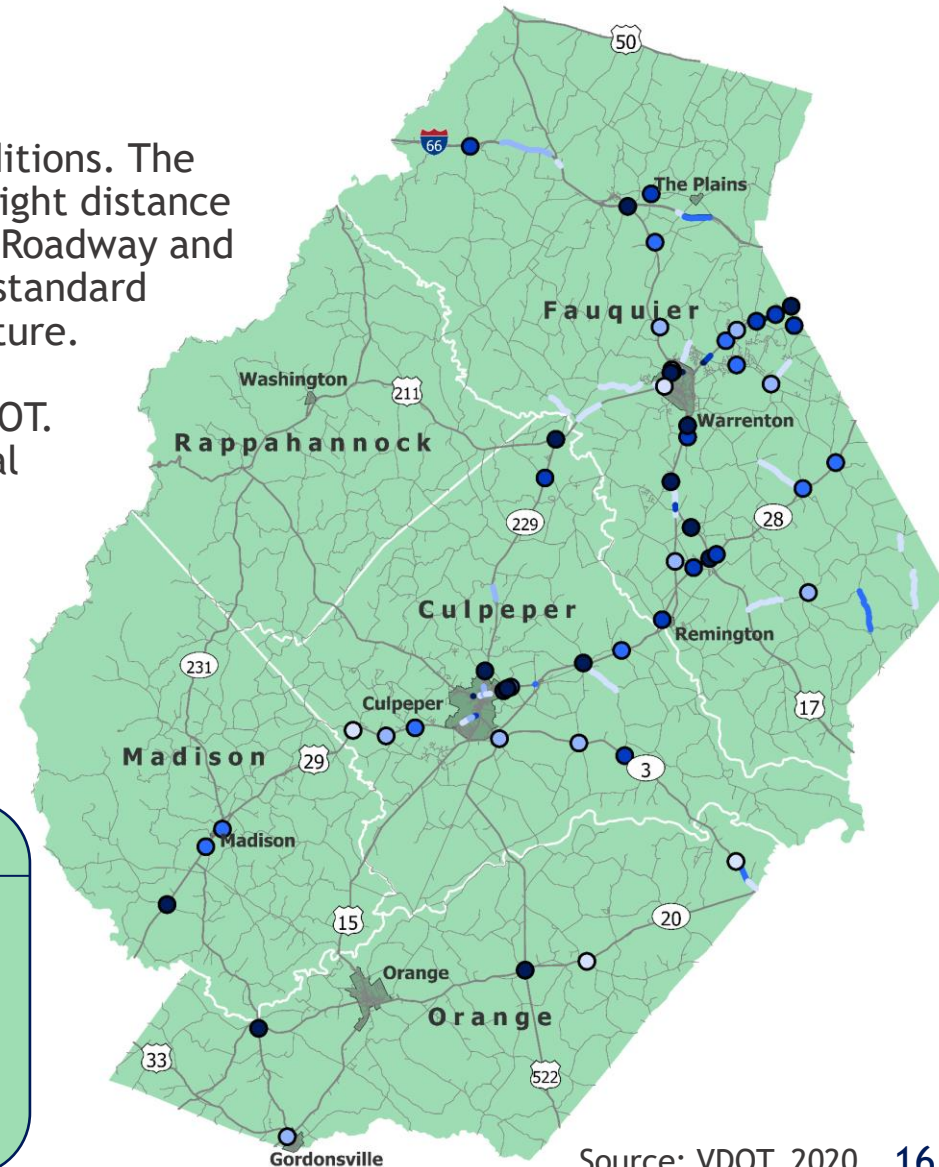 ditions. The
ight distance
Roadway and
standard
ture.
OT.
al
50
66
The Plains
Fauquier
Washington
211
Rappahannock
Warrenton
28
229
Culpeper
Remington
231
Culpeper
17
Madison
29
3
Madison
20
15
Orange
Orange
33
522
Gordonsville
Source: VDOT, 2020 16